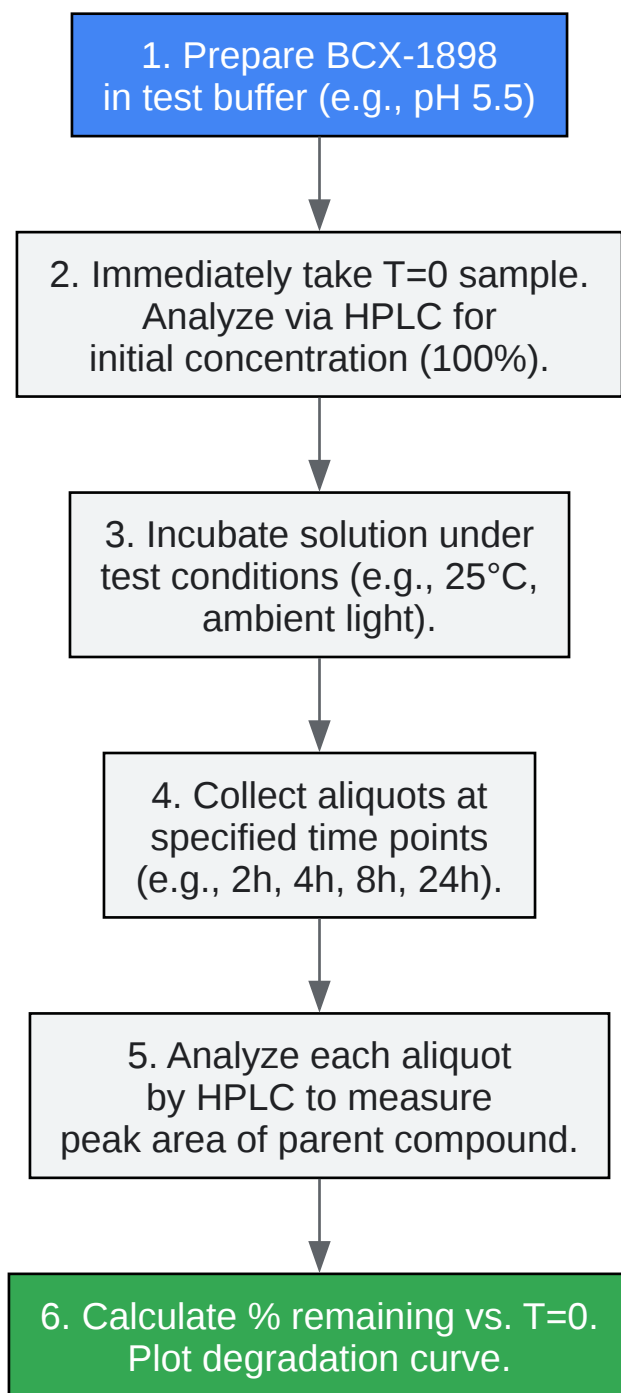 1. Prepare BCX-1898
in test buffer (e.g., pH 5.5)
2. Immediately take T=0 sample.
Analyze via HPLC for
initial concentration (100%).
3. Incubate solution under
test conditions (e.g., 25°C,
ambient light).
4. Collect aliquots at
specified time points
(e.g., 2h, 4h, 8h, 24h).
5. Analyze each aliquot
by HPLC to measure
peak area of parent compound.
6. Calculate % remaining vs. T=0.
Plot degradation curve.